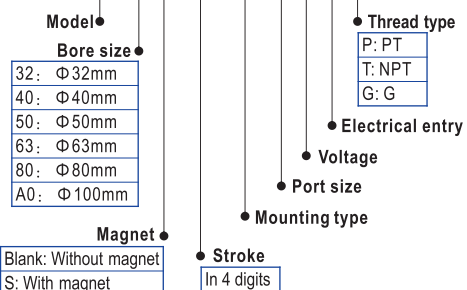 Model
Bore size
32: Φ32mm
40: Φ40mm
50: Φ50mm
63: Φ63mm
80: Φ80mm
A0: Φ100mm
Magnet
Blank: Without magnet
S: With magnet
Stroke
In 4 digits
Mounting type
Port size
Voltage
Electrical entry
Thread type
P: PT
T: NPT
G: G